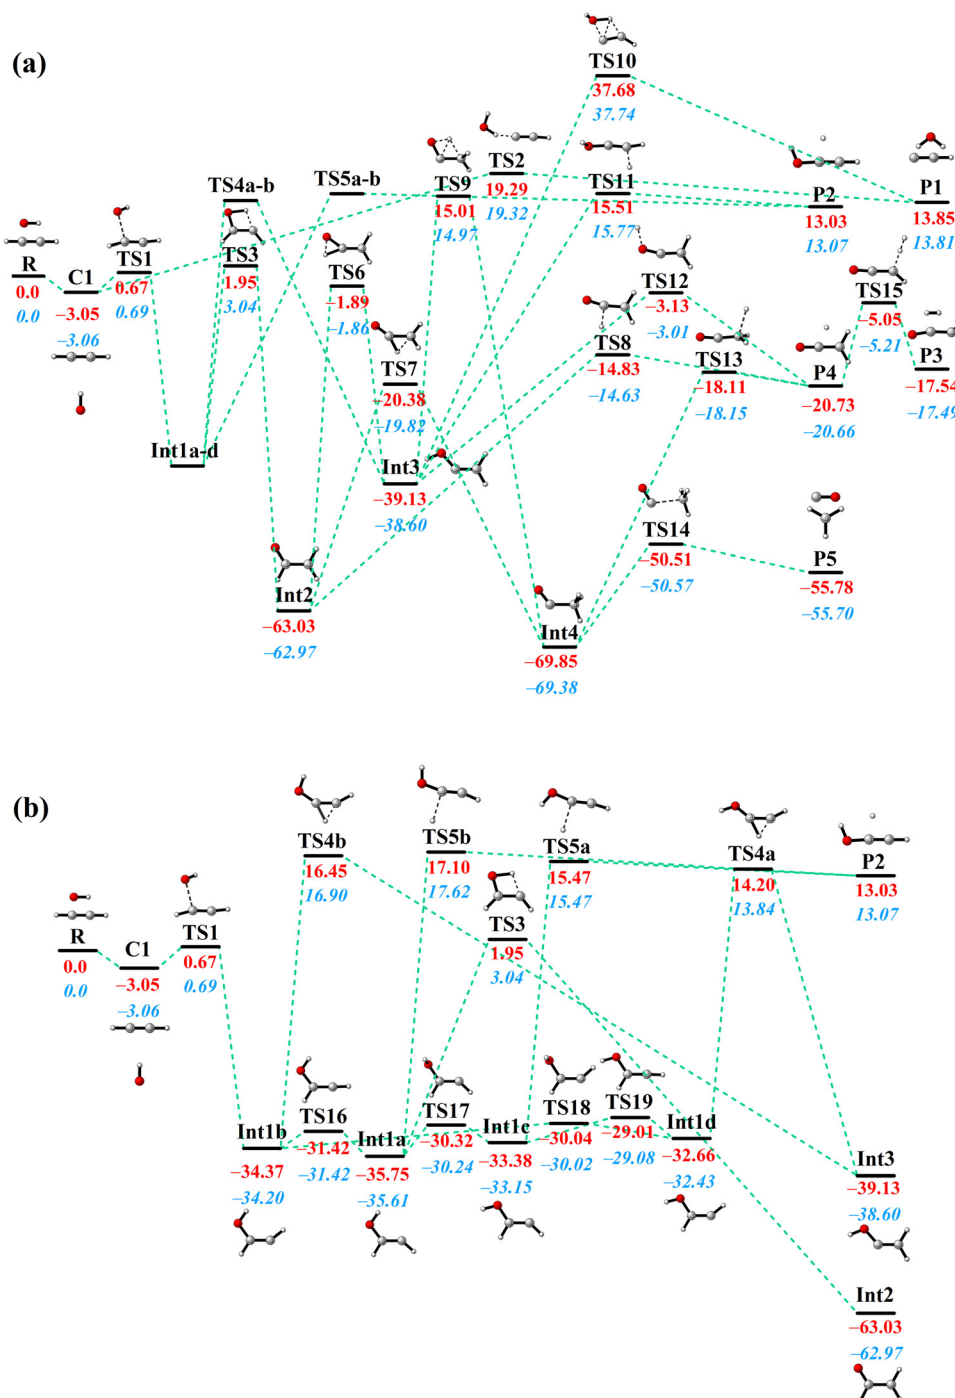 (a)
TS10
37.68
37.74
TS4a-b
TS5a-b
TS9
15.01
14.97
TS2
19.29
19.32
TS11
15.51
15.77
P2
13.03
13.07
P1
13.85
13.81
R
0.0
0.0
C1
−3.05
−3.06
TS1
0.67
0.69
TS3
1.95
3.04
TS6
−1.89
−1.86
TS12
−3.13
−3.01
TS15
−5.05
−5.21
TS7
−20.38
−19.82
TS8
−14.83
−14.63
TS13
−18.11
−18.15
P4
−20.73
−20.66
P3
−17.54
−17.49
Int1a-d
Int3
−39.13
−38.60
TS14
−50.51
−50.57
P5
−55.78
−55.70
Int2
−63.03
−62.97
Int4
−69.85
−69.38
(b)
TS4b
16.45
16.90
TS5b
17.10
17.62
TS5a
15.47
15.47
TS4a
14.20
13.84
P2
13.03
13.07
R
0.0
0.0
C1
−3.05
−3.06
TS1
0.67
0.69
TS3
1.95
3.04
Int1b
−34.37
−34.20
TS16
−31.42
−31.42
Int1a
−35.75
−35.61
TS17
−30.32
−30.24
Int1c
−33.38
−33.15
TS18
−30.04
−30.02
TS19
−29.01
−29.08
Int1d
−32.66
−32.43
Int3
−39.13
−38.60
Int2
−63.03
−62.97